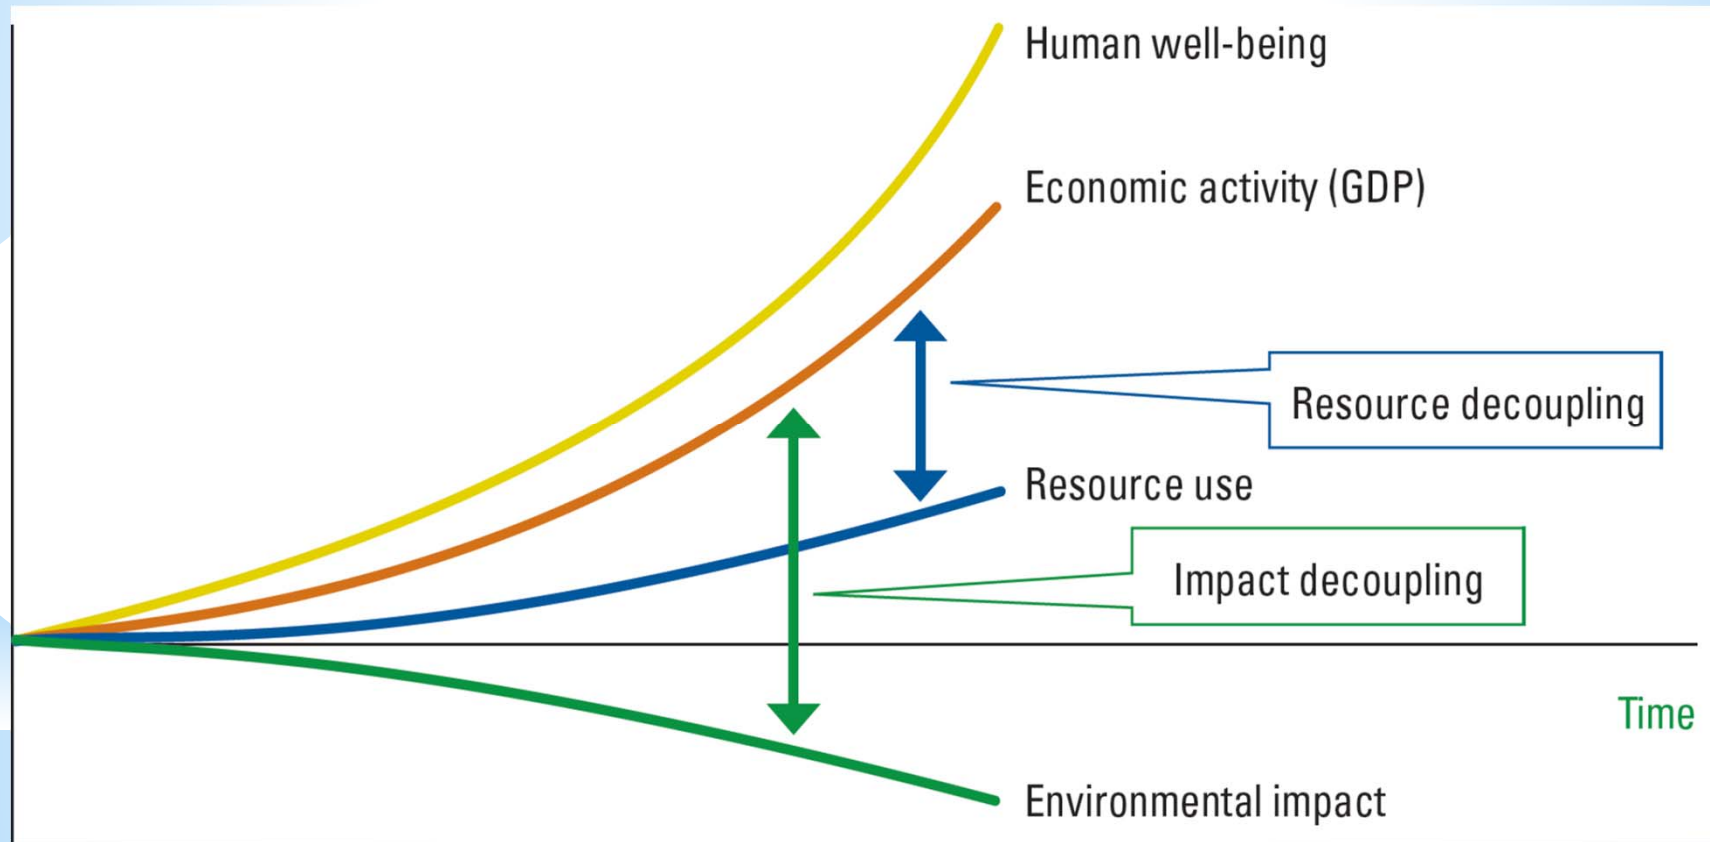 Human well-being
Economic activity (GDP)
Resource decoupling
Resource use
Impact decoupling
Time
Environmental impact